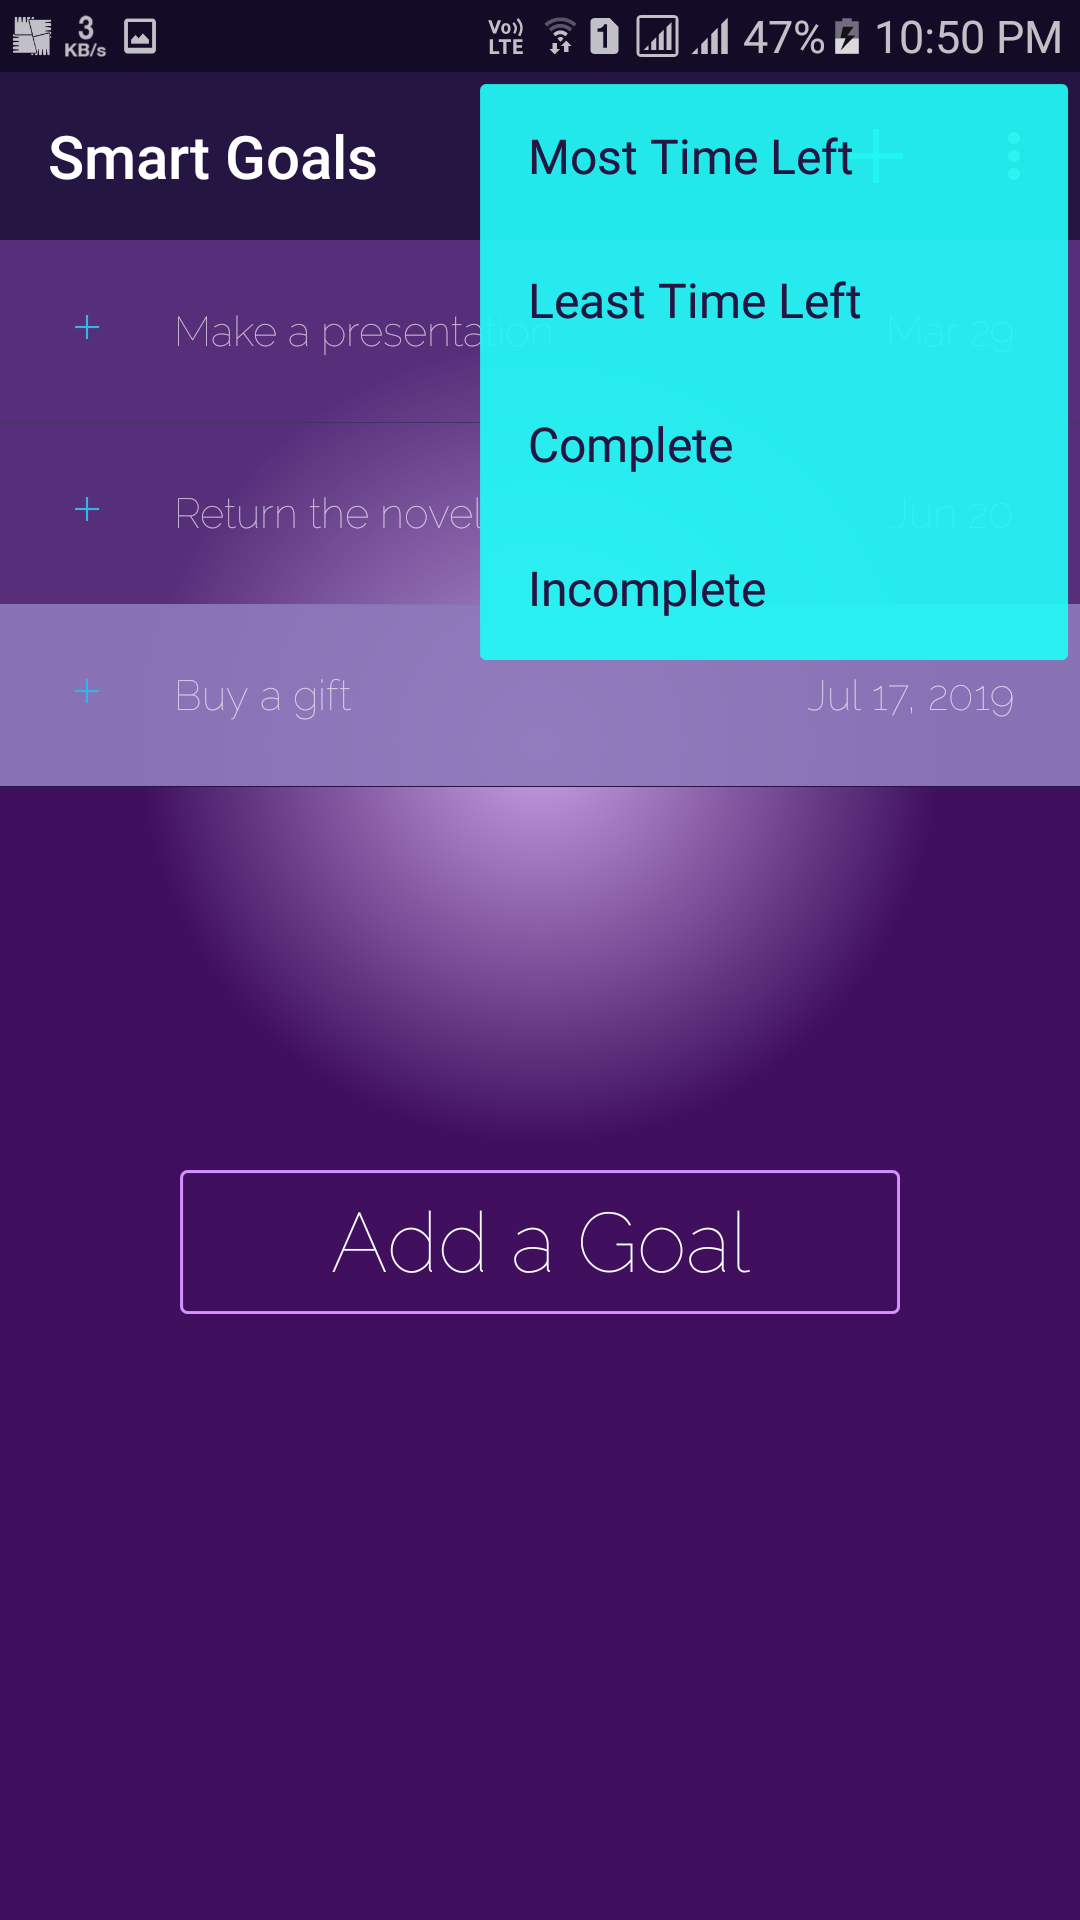 3 KB/s Vo)) LTE 1 47% 10:50 PM
Smart Goals
Most Time Left
Least Time Left
Make a presentation Mar 29
Complete
Return the novel Jun 20
Incomplete
Buy a gift Jul 17, 2019
Add a Goal